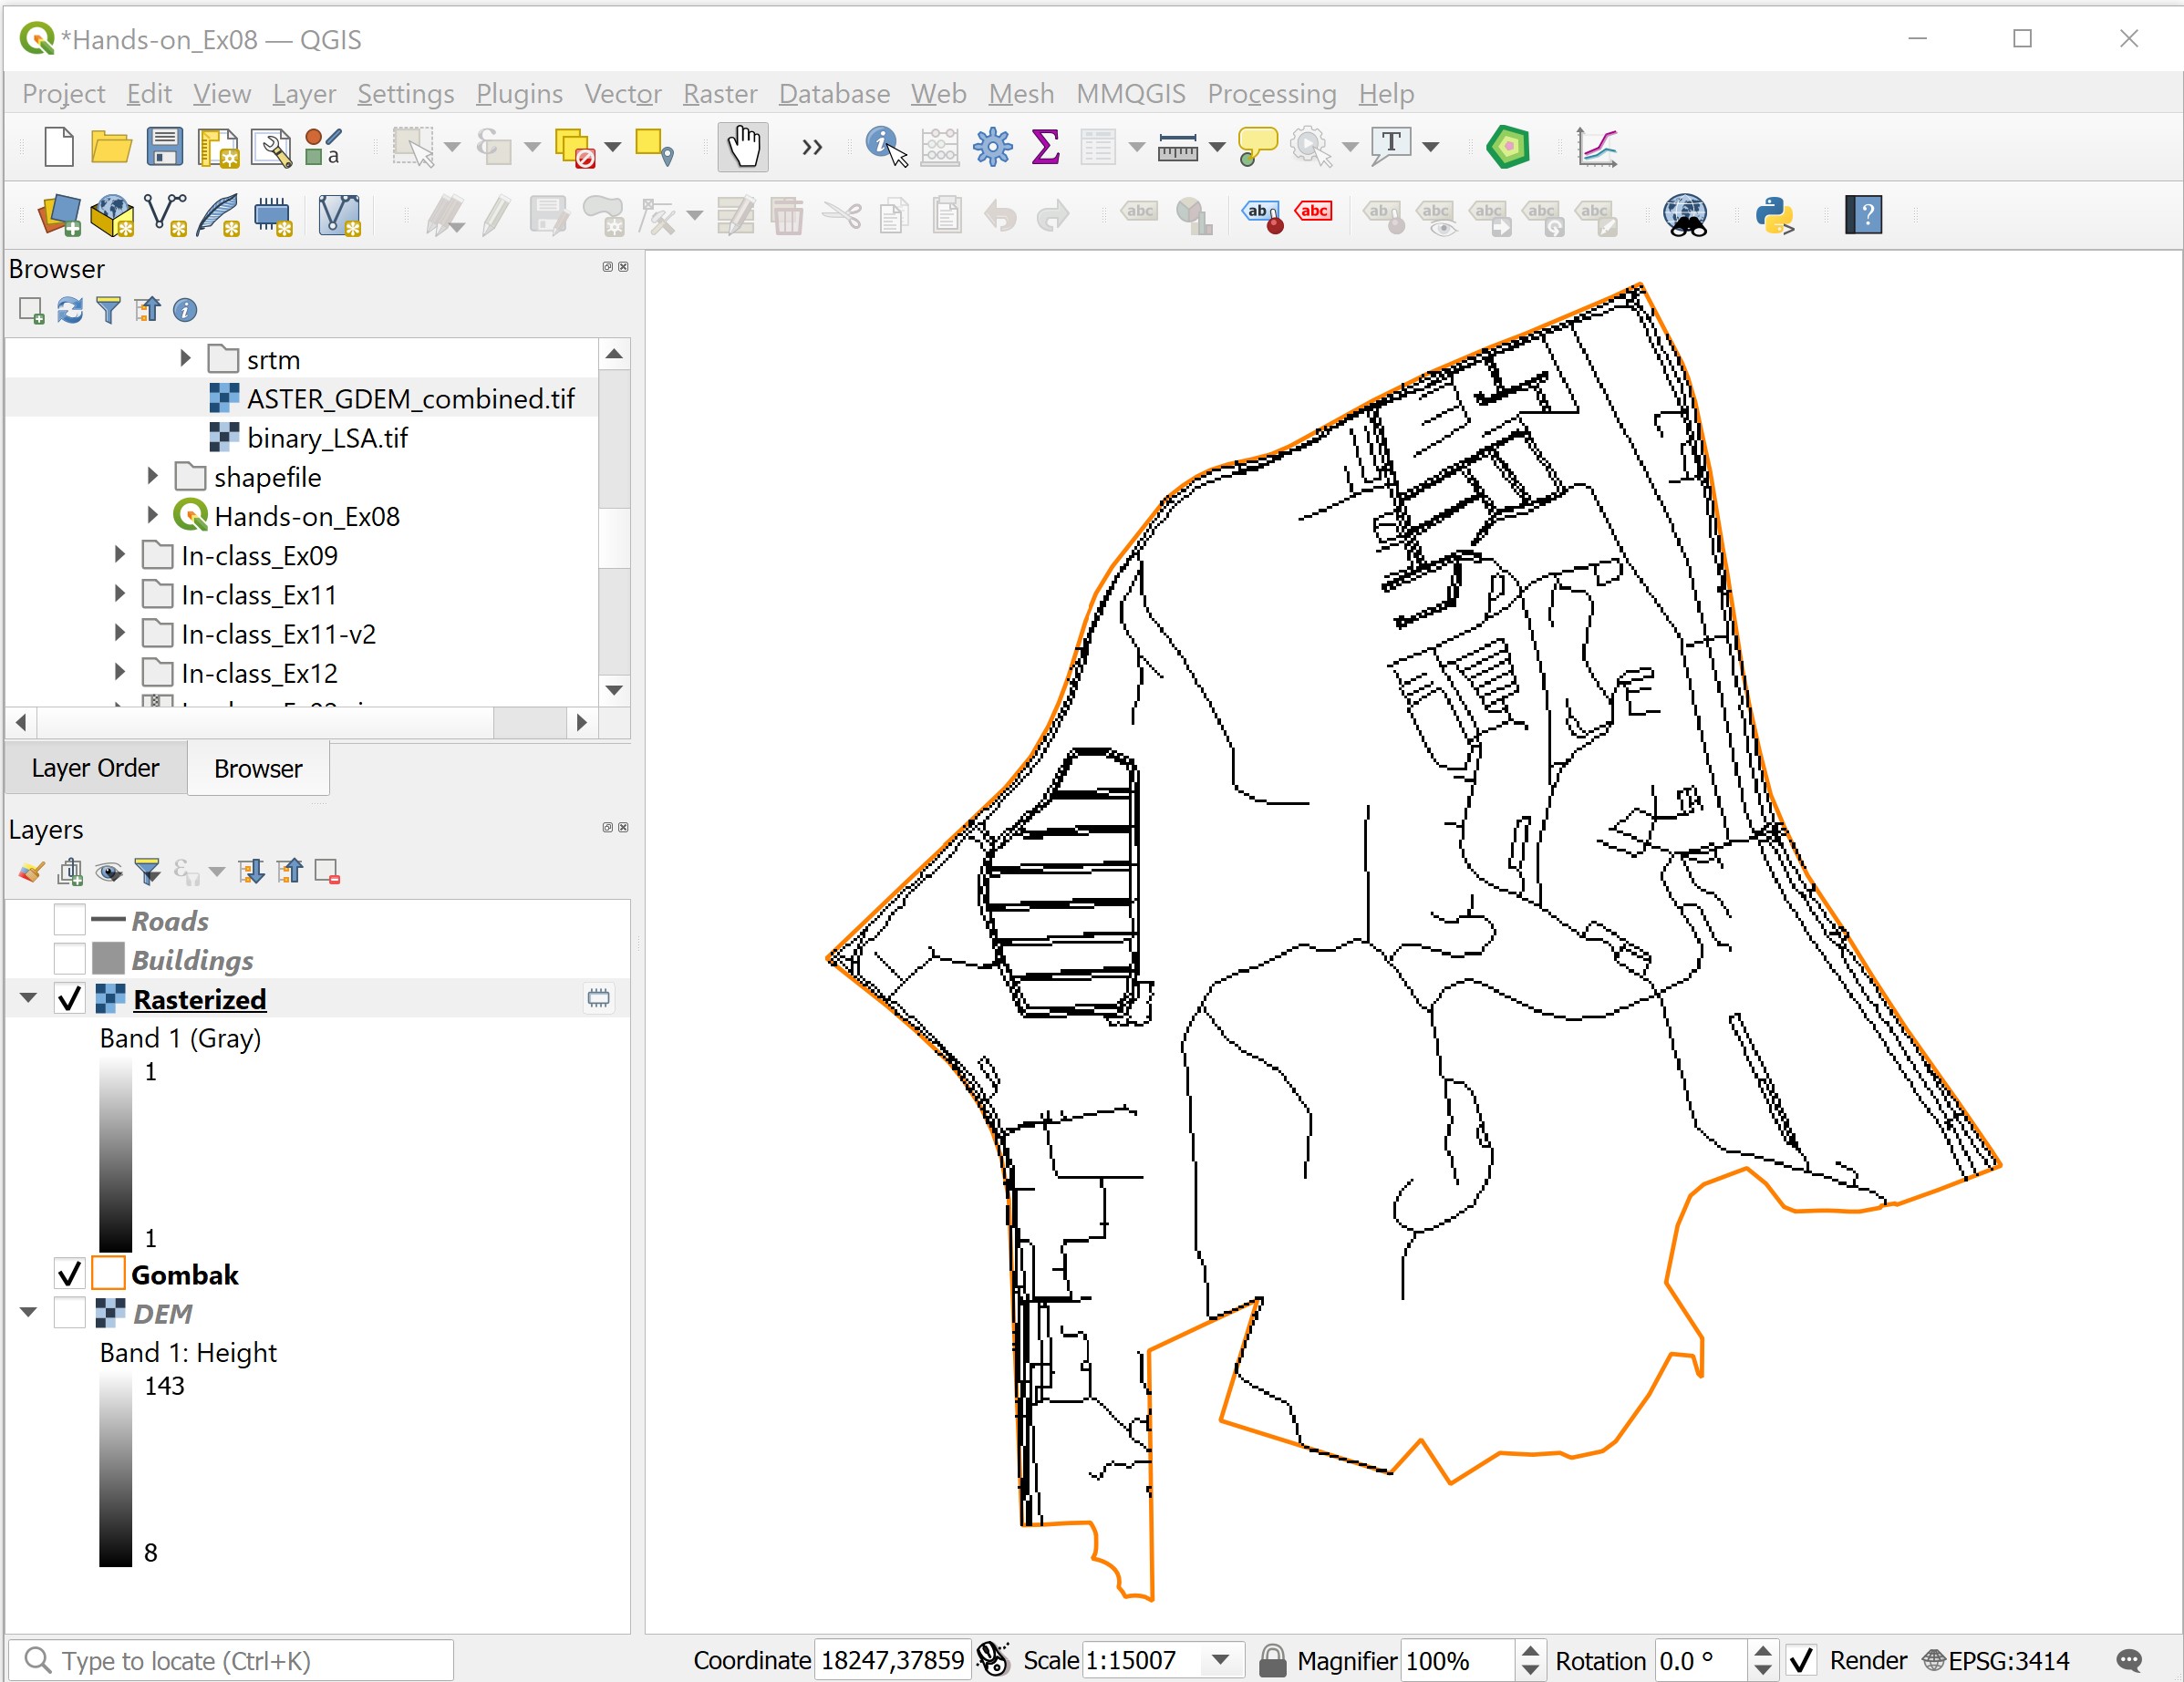 *Hands-on_Ex08 — QGIS
Project Edit View Layer Settings Plugins Vector Raster Database Web Mesh MMQGIS Processing Help
Browser
srtm
ASTER_GDEM_combined.tif
binary_LSA.tif
shapefile
Hands-on_Ex08
In-class_Ex09
In-class_Ex11
In-class_Ex11-v2
In-class_Ex12
Layer Order Browser
Layers
Roads
Buildings
Rasterized
Band 1 (Gray)
1
1
Gombak
DEM
Band 1: Height
143
8
Type to locate (Ctrl+K) Coordinate 18247,37859 Scale 1:15007 Magnifier 100% Rotation 0.0 ° Render EPSG:3414